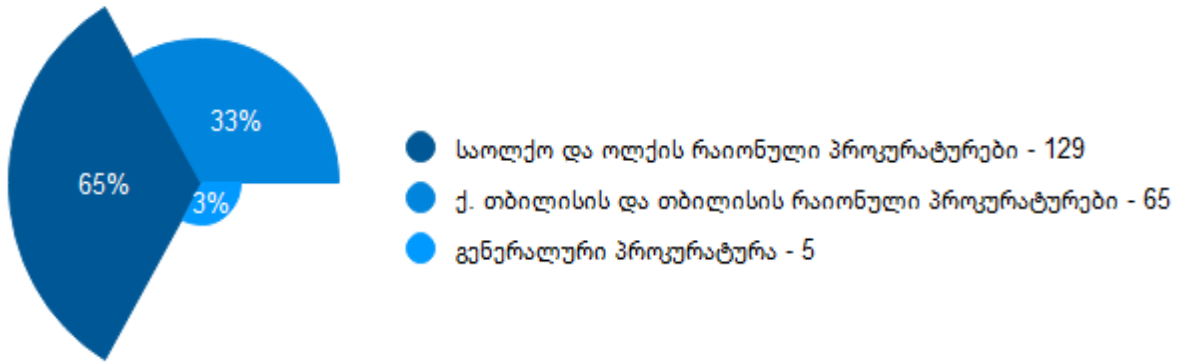 33%
65%
3%
საოლქო და ოლქის რაიონული პროკურატურები - 129
ქ. თბილისის და თბილისის რაიონული პროკურატურები - 65
გენერალური პროკურატურა - 5